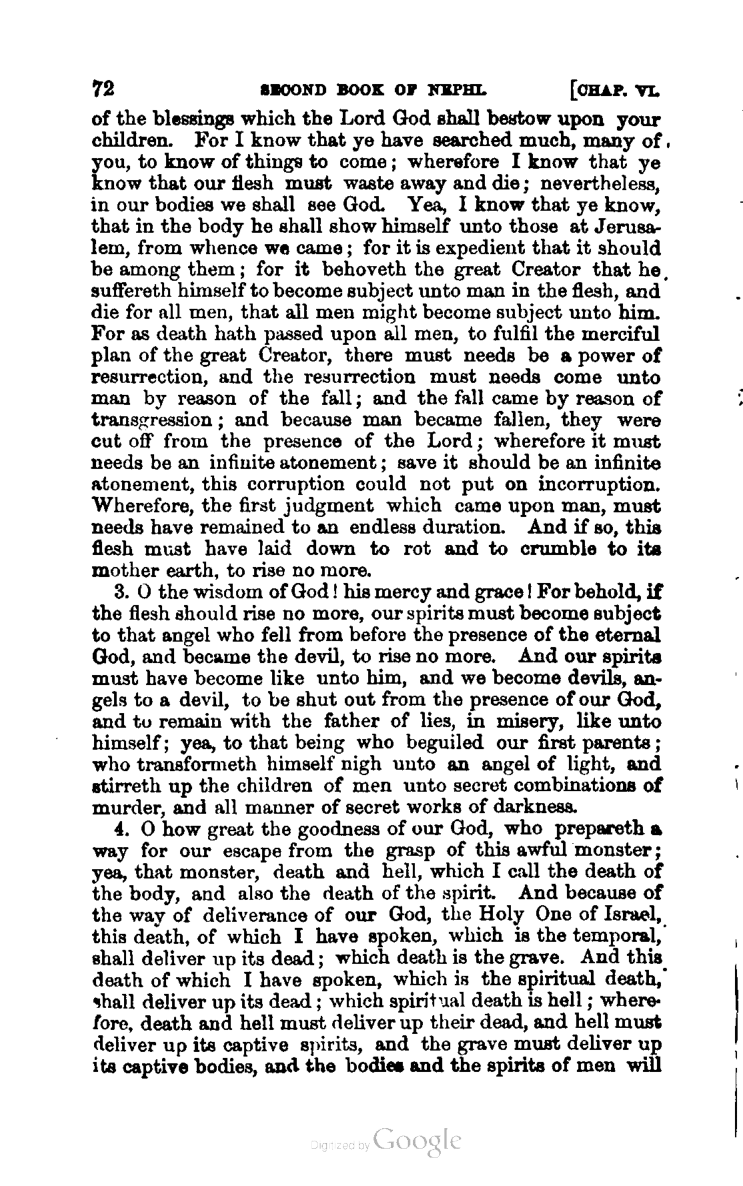 72 SECOND BOOK OF NEPHI. [CHAP. VI.
of the blessings which the Lord God shall bestow upon your
children. For I know that ye have searched much, many of
you, to know of things to come; wherefore I know that ye
know that our flesh must waste away and die; nevertheless,
in our bodies we shall see God. Yea, I know that ye know,
that in the body he shall show himself unto those at Jerusa-
lem, from whence we came; for it is expedient that it should
be among them; for it behoveth the great Creator that he
suffereth himself to become subject unto man in the flesh, and
die for all men, that all men might become subject unto him.
For as death hath passed upon all men, to fulfil the merciful
plan of the great Creator, there must needs be a power of
resurrection, and the resurrection must needs come unto
man by reason of the fall; and the fall came by reason of
transgression; and because man became fallen, they were
cut off from the presence of the Lord; wherefore it must
needs be an infinite atonement; save it should be an infinite
atonement, this corruption could not put on incorruption.
Wherefore, the first judgment which came upon man, must
needs have remained to an endless duration. And if so, this
flesh must have laid down to rot and to crumble to its
mother earth, to rise no more.
3. O the wisdom of God! his mercy and grace! For behold, if
the flesh should rise no more, our spirits must become subject
to that angel who fell from before the presence of the eternal
God, and became the devil, to rise no more. And our spirits
must have become like unto him, and we become devils, an-
gels to a devil, to be shut out from the presence of our God,
and to remain with the father of lies, in misery, like unto
himself; yea, to that being who beguiled our first parents;
who transformeth himself nigh unto an angel of light, and
stirreth up the children of men unto secret combinations of
murder, and all manner of secret works of darkness.
4. O how great the goodness of our God, who prepareth a
way for our escape from the grasp of this awful monster;
yea, that monster, death and hell, which I call the death of
the body, and also the death of the spirit. And because of
the way of deliverance of our God, the Holy One of Israel,
this death, of which I have spoken, which is the temporal,
shall deliver up its dead; which death is the grave. And this
death of which I have spoken, which is the spiritual death,
shall deliver up its dead; which spiritual death is hell; where-
fore, death and hell must deliver up their dead, and hell must
deliver up its captive spirits, and the grave must deliver up
its captive bodies, and the bodies and the spirits of men will
Digitized by Google